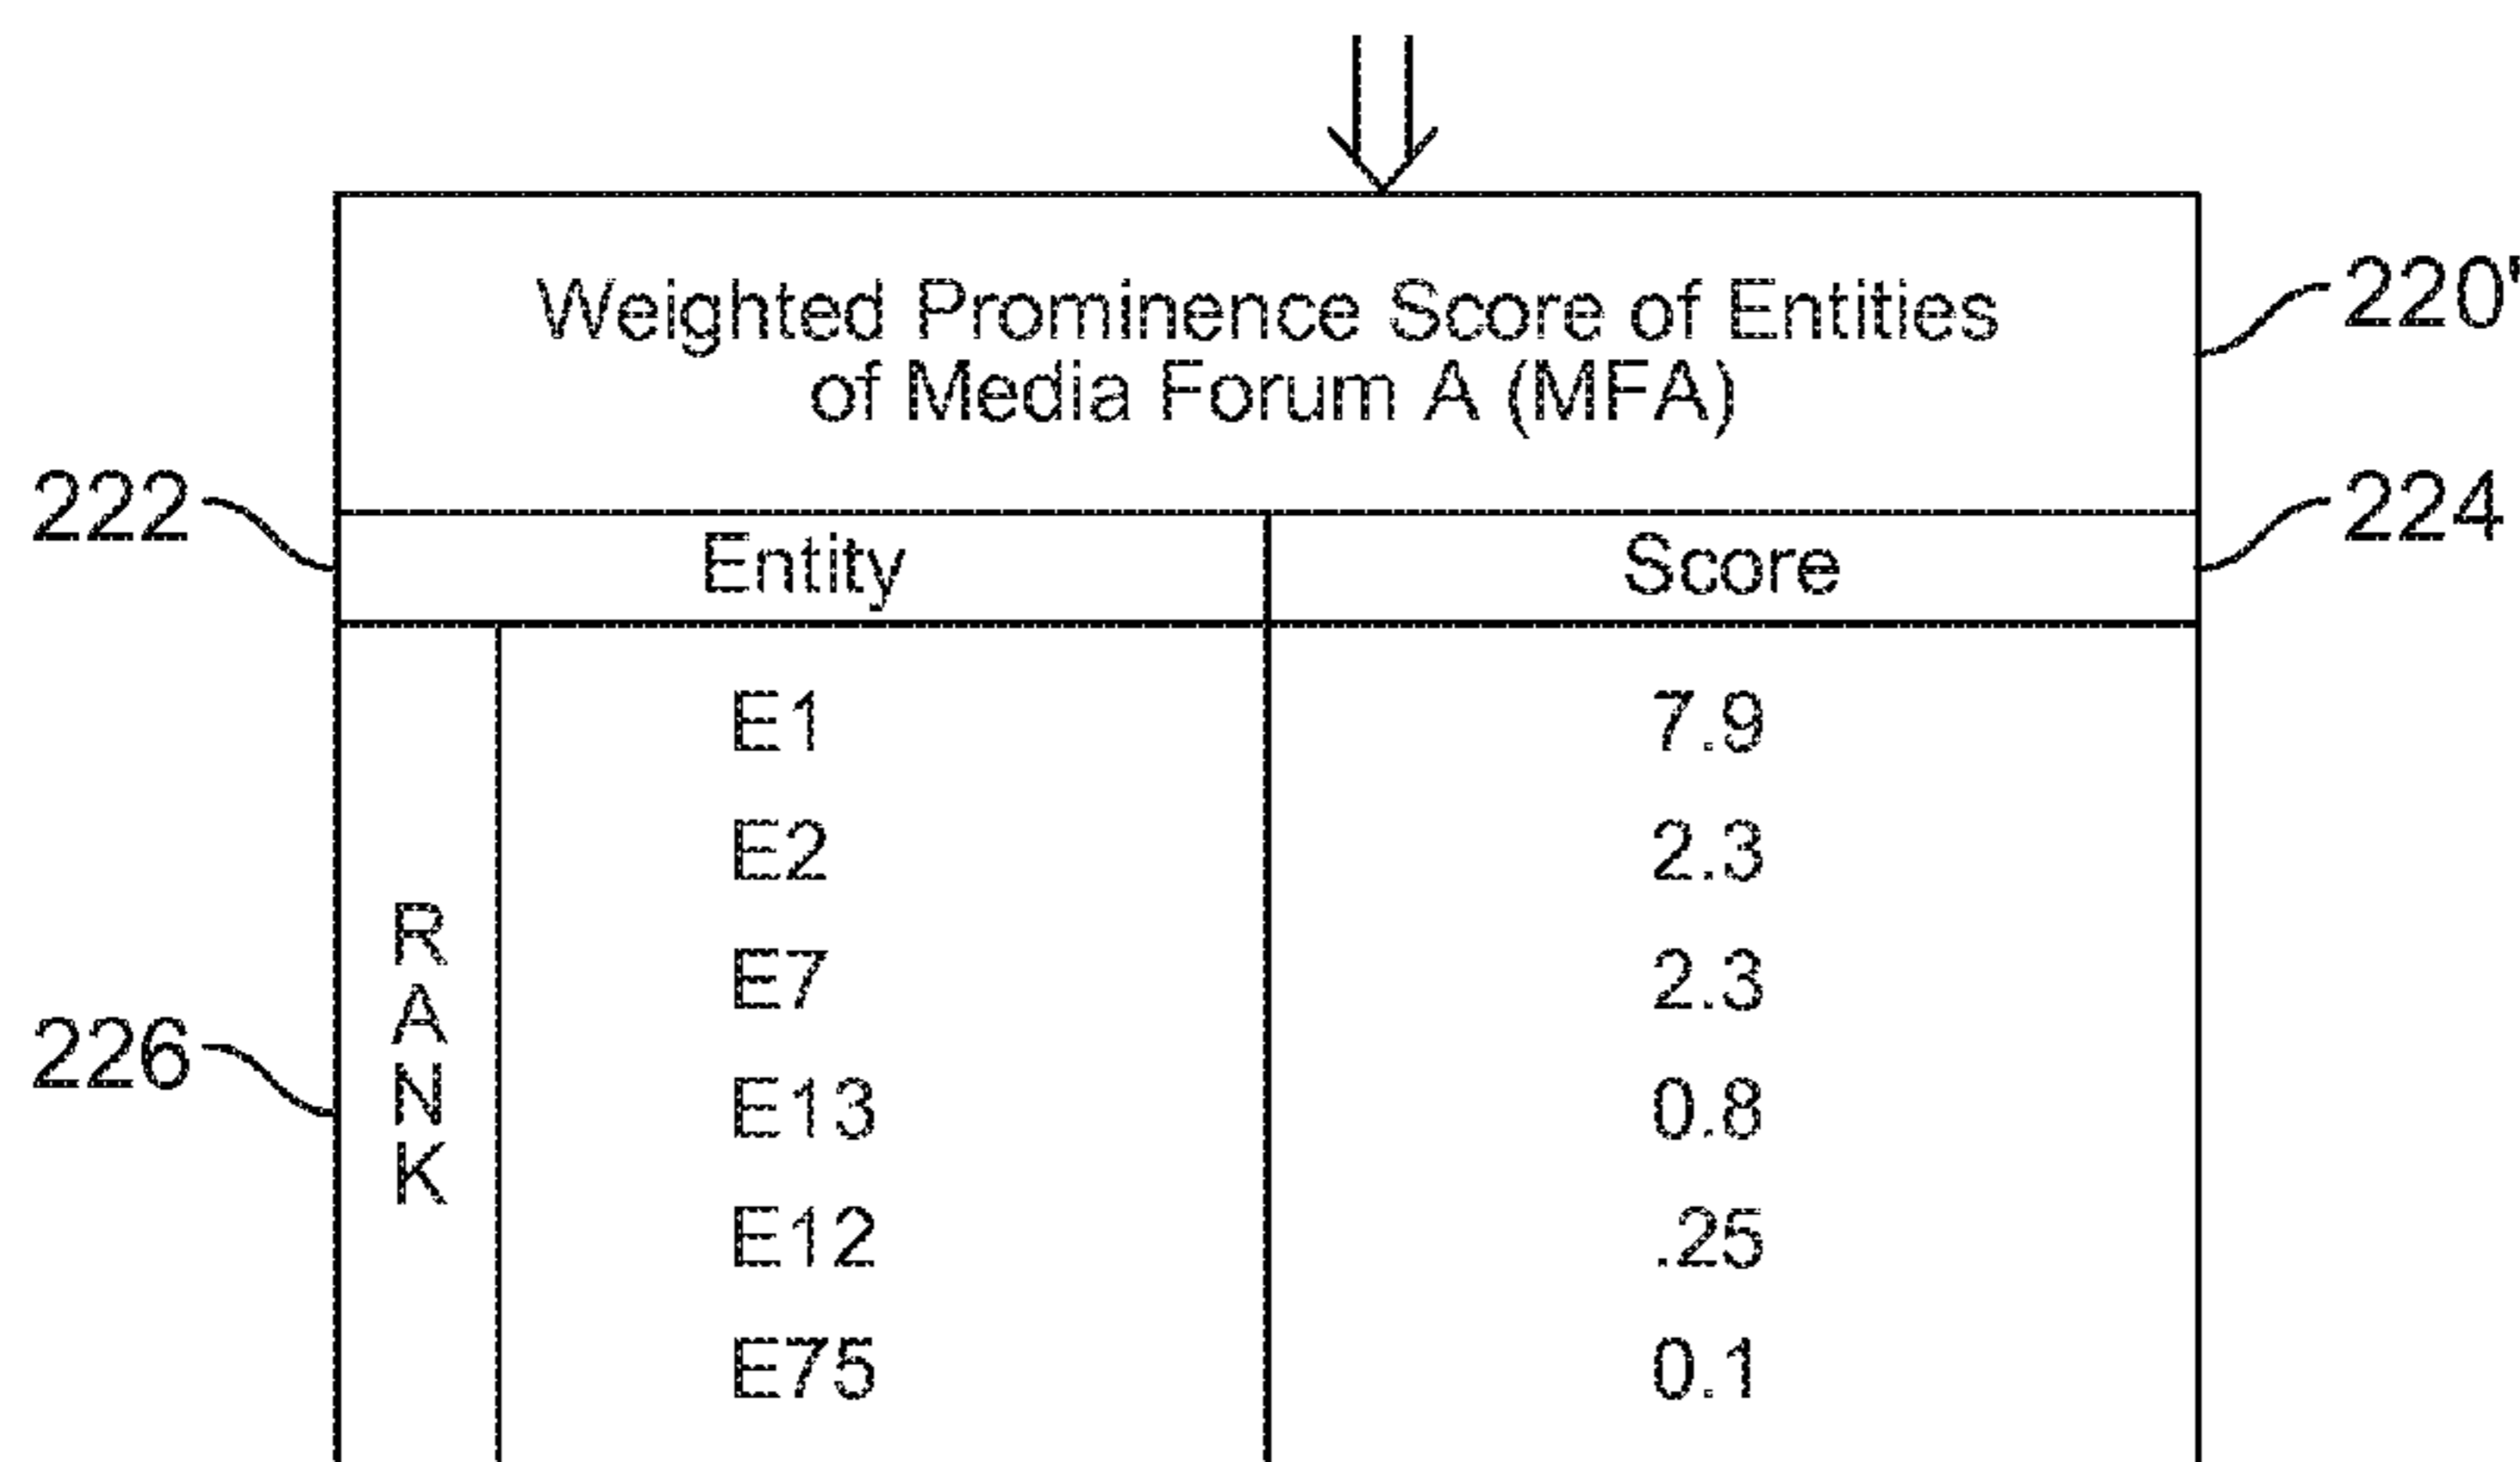 Weighted Prominence Score of Entities
of Media Forum A (MFA)
220'
222
224
Entity Score
E1 7.9
E2 2.3
E7 2.3
E13 0.8
E12 .25
E75 0.1
RANK
226